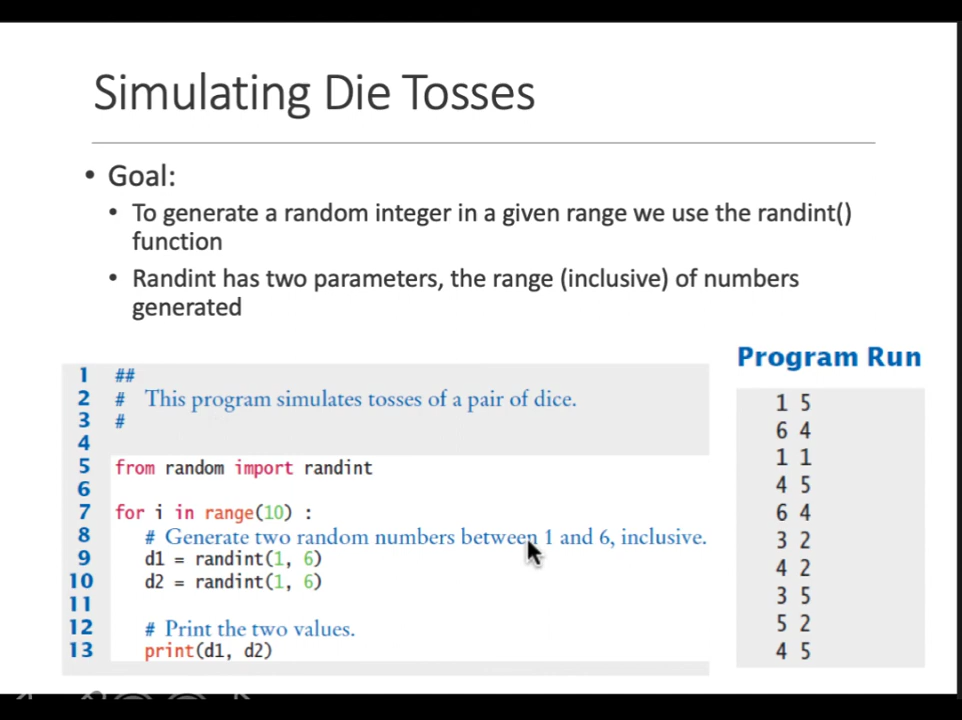 Simulating Die Tosses
• Goal:
• To generate a random integer in a given range we use the randint()
function
• Randint has two parameters, the range (inclusive) of numbers
generated
1 ##
2 # This program simulates tosses of a pair of dice.
3 #
4
5 from random import randint
6
7 for i in range(10) :
8 # Generate two random numbers between 1 and 6, inclusive.
9 d1 = randint(1, 6)
10 d2 = randint(1, 6)
11
12 # Print the two values.
13 print(d1, d2)
Program Run
1 5
6 4
1 1
4 5
6 4
3 2
4 2
3 5
5 2
4 5